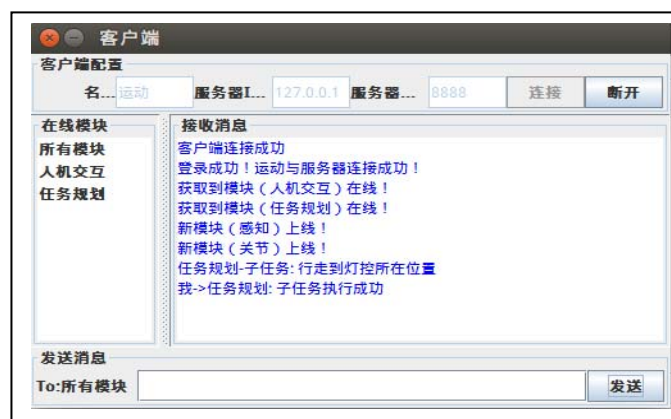 客户端
客户端配置
名... 运动 服务器I... 127.0.0.1 服务器... 8888 连接 断开
在线模块
所有模块
人机交互
任务规划
接收消息
客户端连接成功
登录成功！运动与服务器连接成功！
获取到模块（人机交互）在线！
获取到模块（任务规划）在线！
新模块（感知）上线！
新模块（关节）上线！
任务规划-子任务: 行走到灯控所在位置
我->任务规划: 子任务执行成功
发送消息
To:所有模块 发送